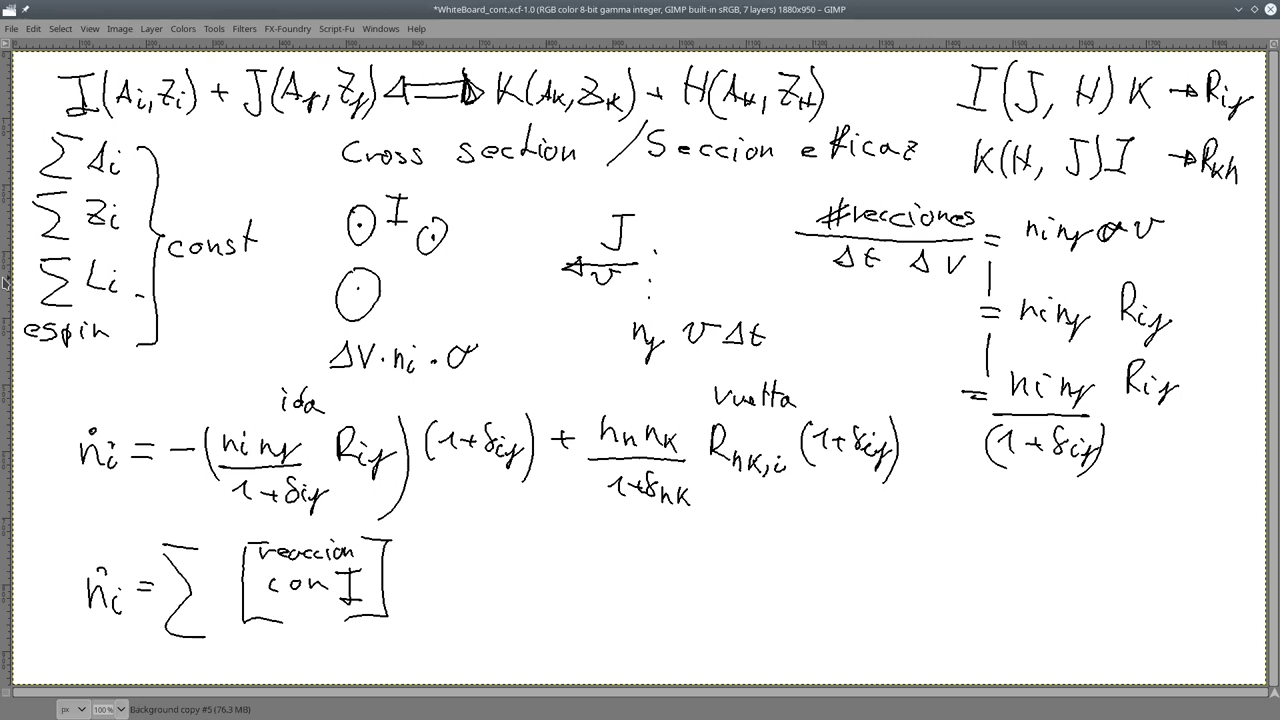 *WhiteBoard_cont.xcf-1.0 (RGB color 8-bit gamma integer, GIMP built-in sRGB, 7 layers) 1880x950 – GIMP
File Edit Select View Image Layer Colors Tools Filters FX-Foundry Script-Fu Windows Help
I(Ai, Zi) + J(Aj, Zj) ⇐⇒ K(AK, ZK) + H(AH, ZH)
I(J, H) K → Rij
Cross section / Seccion eficaz
K(H, J) I → Rkh
∑ Ai
∑ Zi
∑ Li
espin
} const
I
J
ΔV
ΔV · ni · σ
nj v Δt
#recciones / Δt ΔV = ni nj σ v
= ni nj Rij
= ni nj / (1+δij) Rij
ida
vuelta
ṅi = −(ni nj / 1+δij Rij)(1+δij) + nh nK / 1+δhK RhK,i (1+δij)
ṅi = ∑ [reaccion con I]
px 100% Background copy #5 (76.3 MB)